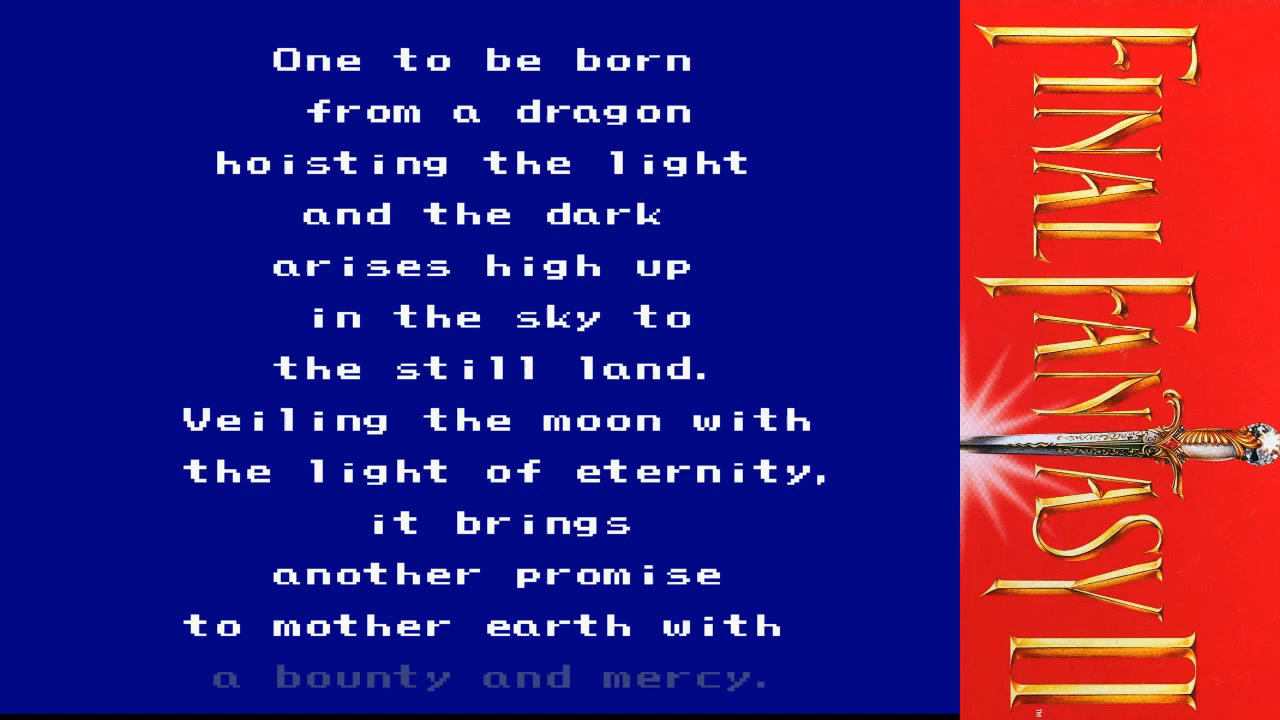 One to be born
from a dragon
hoisting the light
and the dark
arises high up
in the sky to
the still land.
Veiling the moon with
the light of eternity,
it brings
another promise
to mother earth with
a bounty and mercy.
FINAL FANTASY II
TM